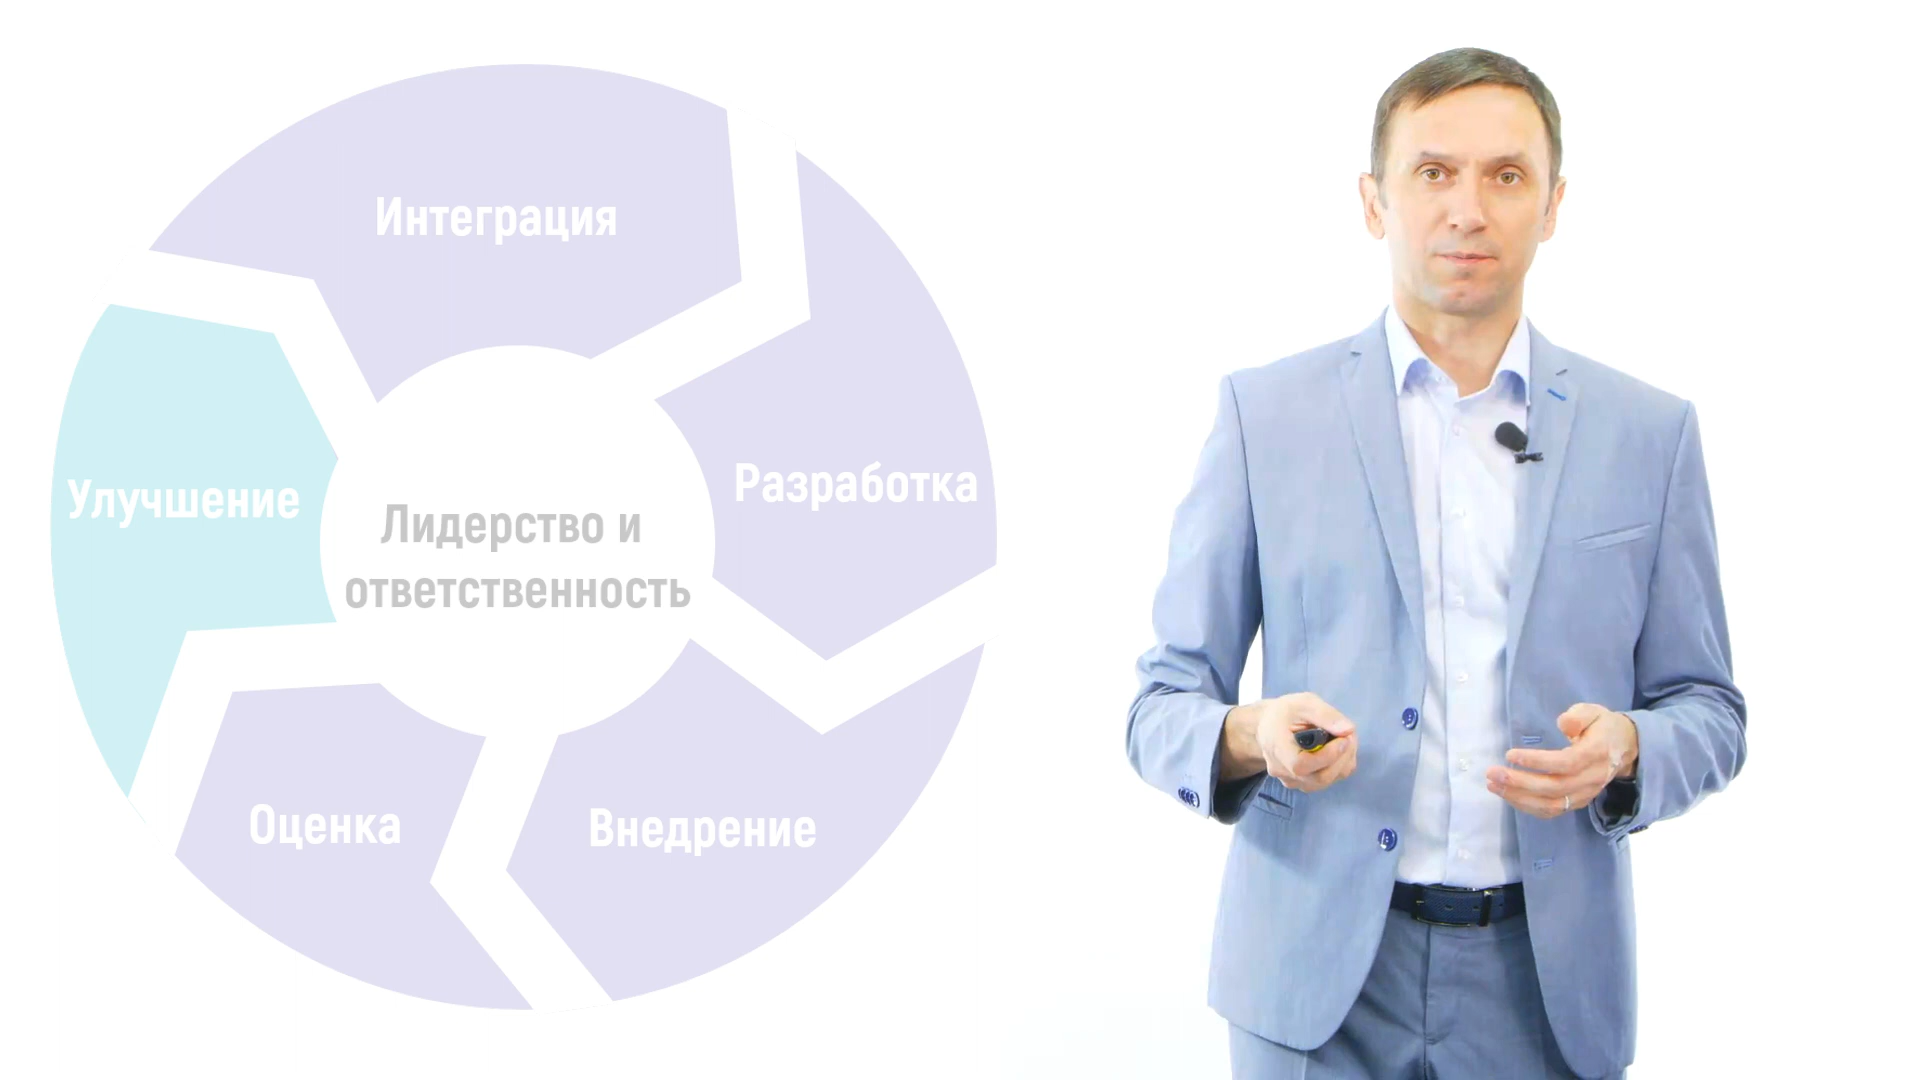 Интеграция
Разработка
Улучшение
Лидерство и
ответственность
Оценка
Внедрение